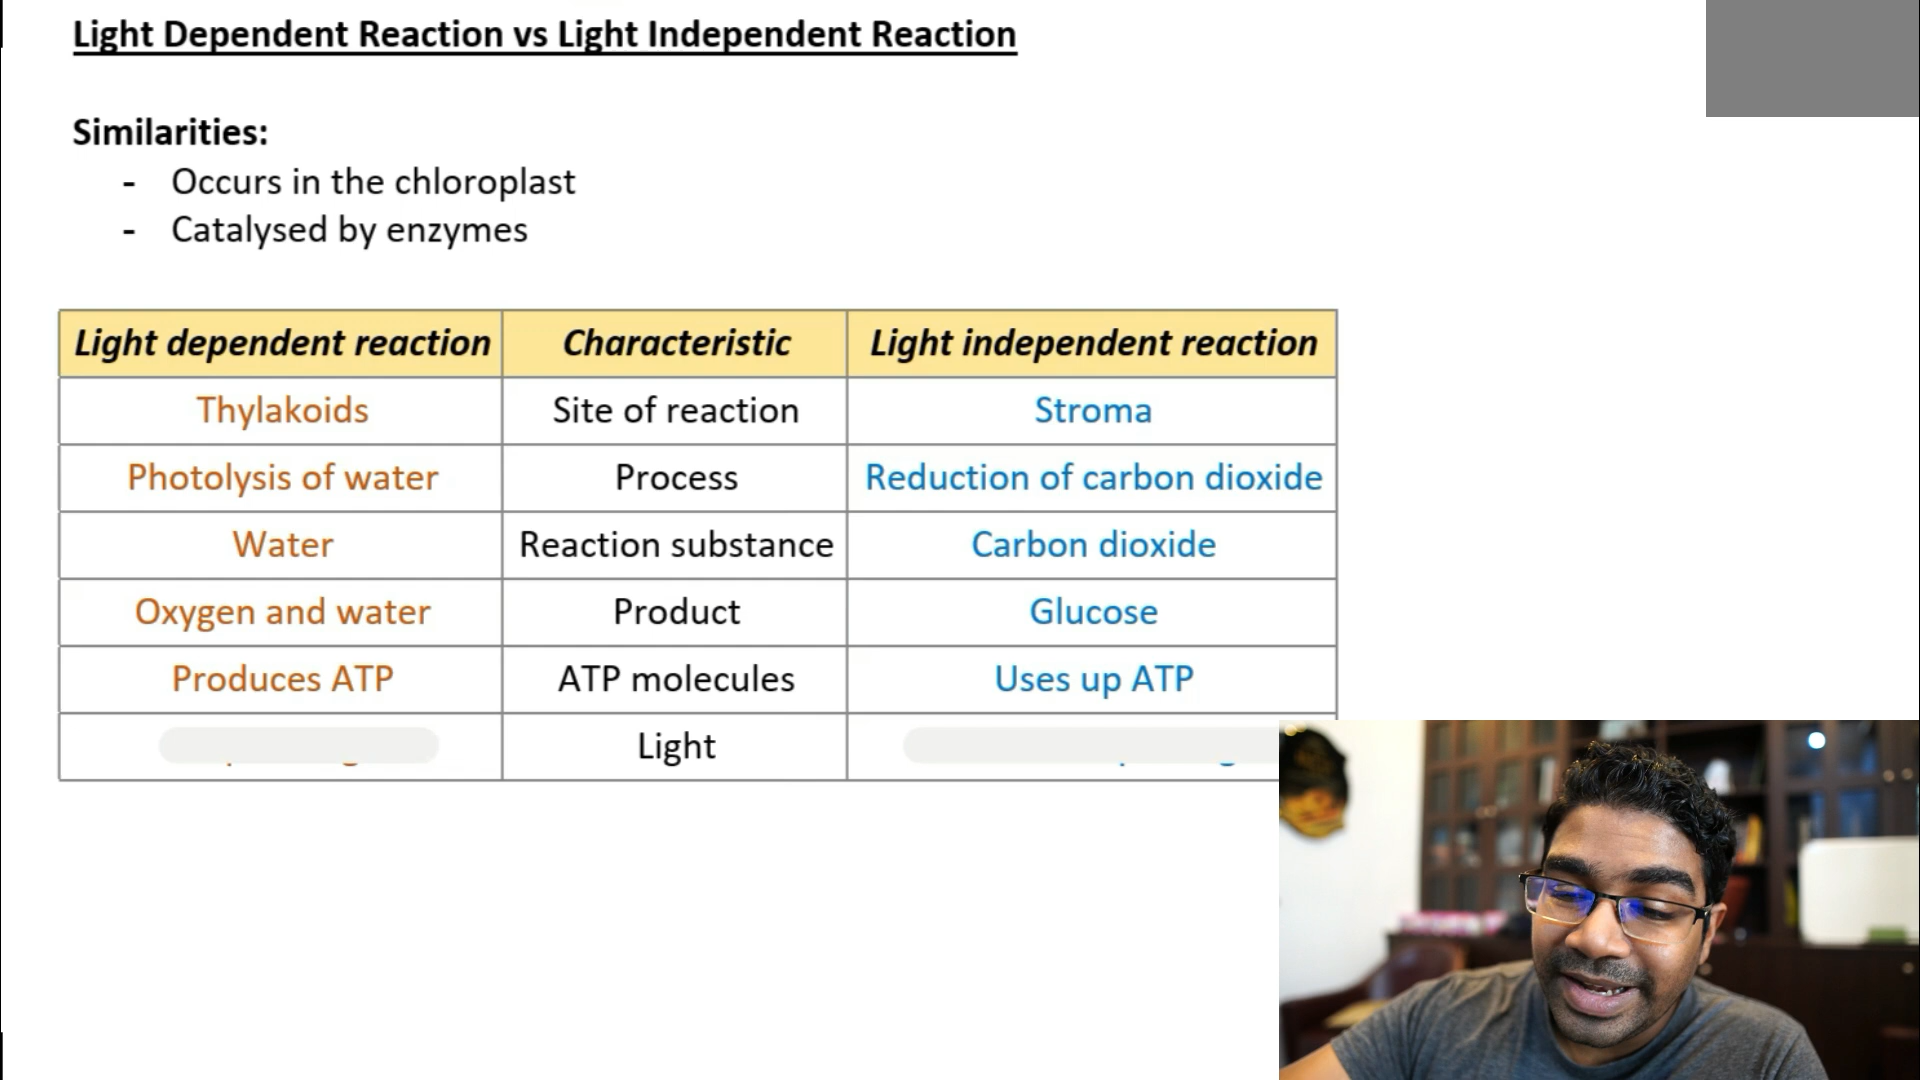 Light Dependent Reaction vs Light Independent Reaction
Similarities:
- Occurs in the chloroplast
- Catalysed by enzymes
Light dependent reaction Characteristic Light independent reaction
Thylakoids Site of reaction Stroma
Photolysis of water Process Reduction of carbon dioxide
Water Reaction substance Carbon dioxide
Oxygen and water Product Glucose
Produces ATP ATP molecules Uses up ATP
Light